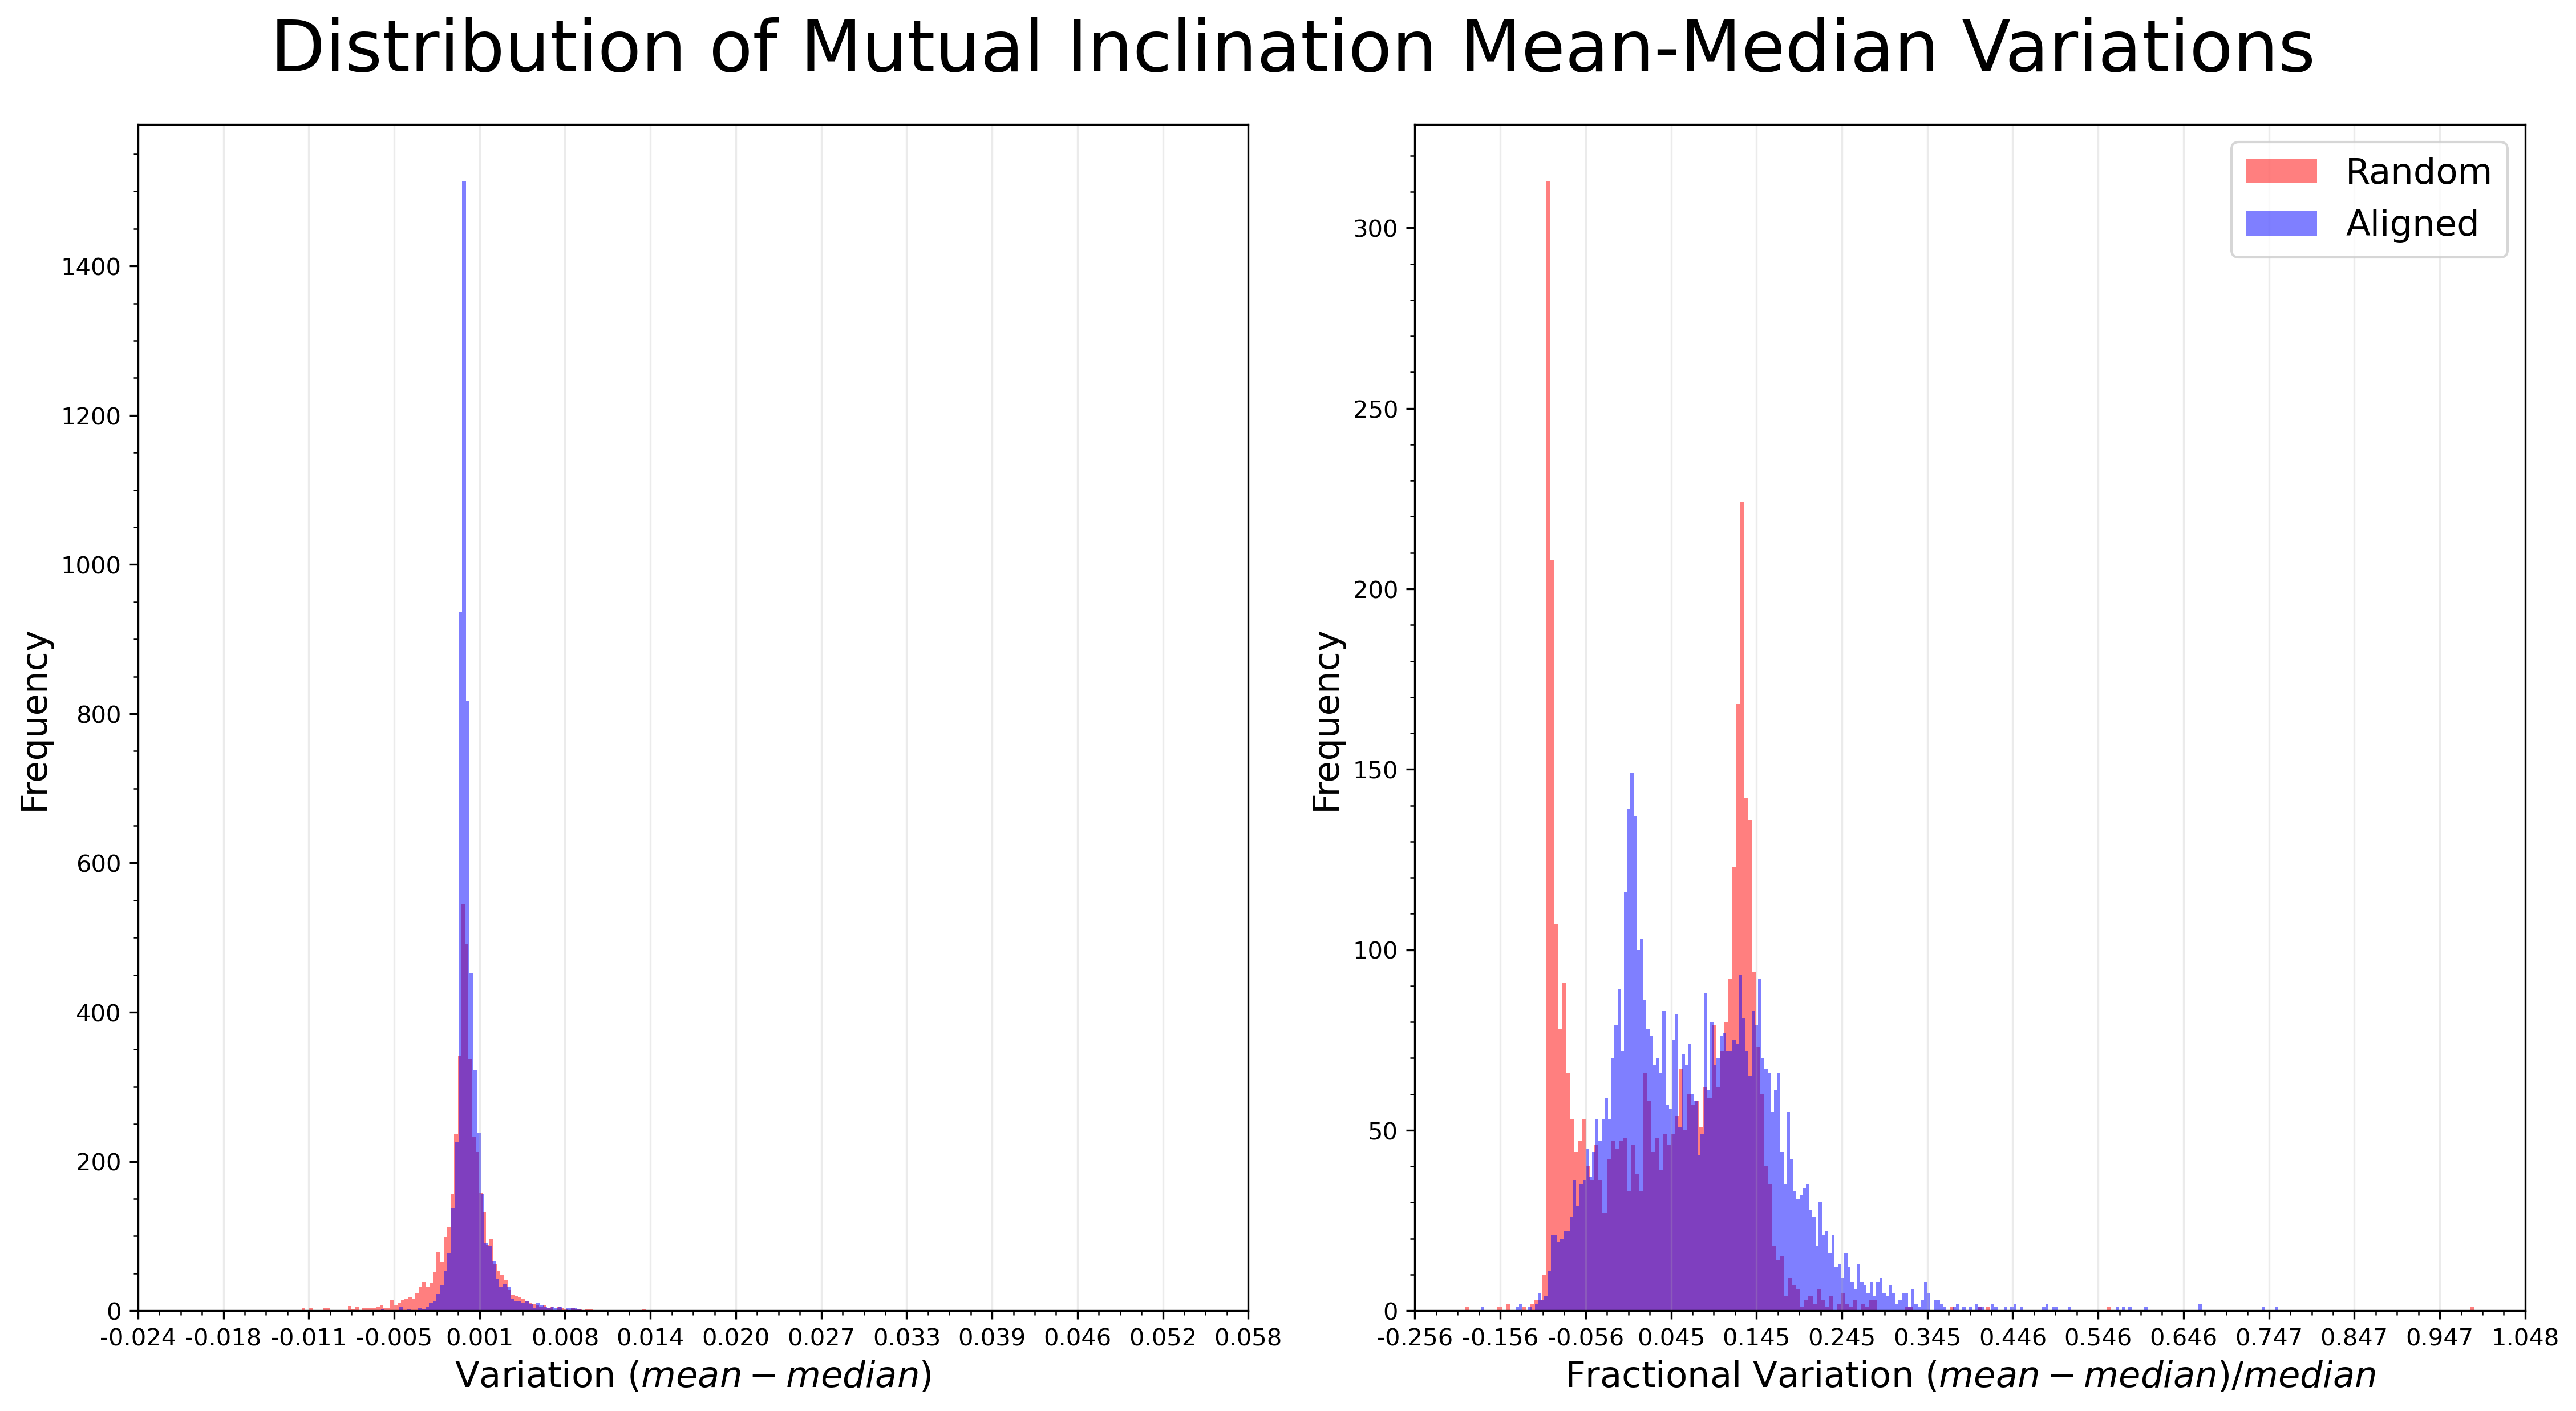 Distribution of Mutual Inclination Mean-Median Variations
Frequency
1400
1200
1000
800
600
400
200
0
-0.024 -0.018 -0.011 -0.005 0.001 0.008 0.014 0.020 0.027 0.033 0.039 0.046 0.052 0.058
Variation (mean − median)
Random
Aligned
Frequency
300
250
200
150
100
50
0
-0.256 -0.156 -0.056 0.045 0.145 0.245 0.345 0.446 0.546 0.646 0.747 0.847 0.947 1.048
Fractional Variation (mean − median)/median